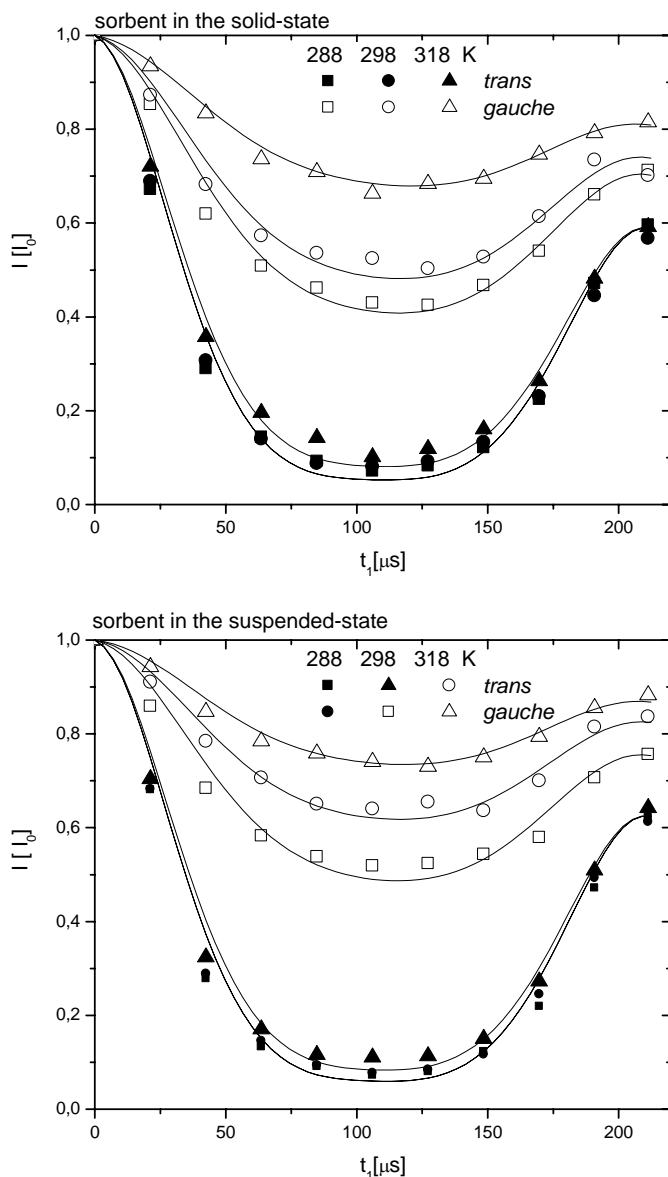 sorbent in the solid-state
1,0
0,8
0,6
0,4
0,2
0,0
I [I₀]
288 298 318 K
trans
gauche
0 50 100 150 200
t₁[μs]
sorbent in the suspended-state
1,0
0,8
0,6
0,4
0,2
0,0
I [ I₀]
288 298 318 K
trans
gauche
0 50 100 150 200
t₁[μs]